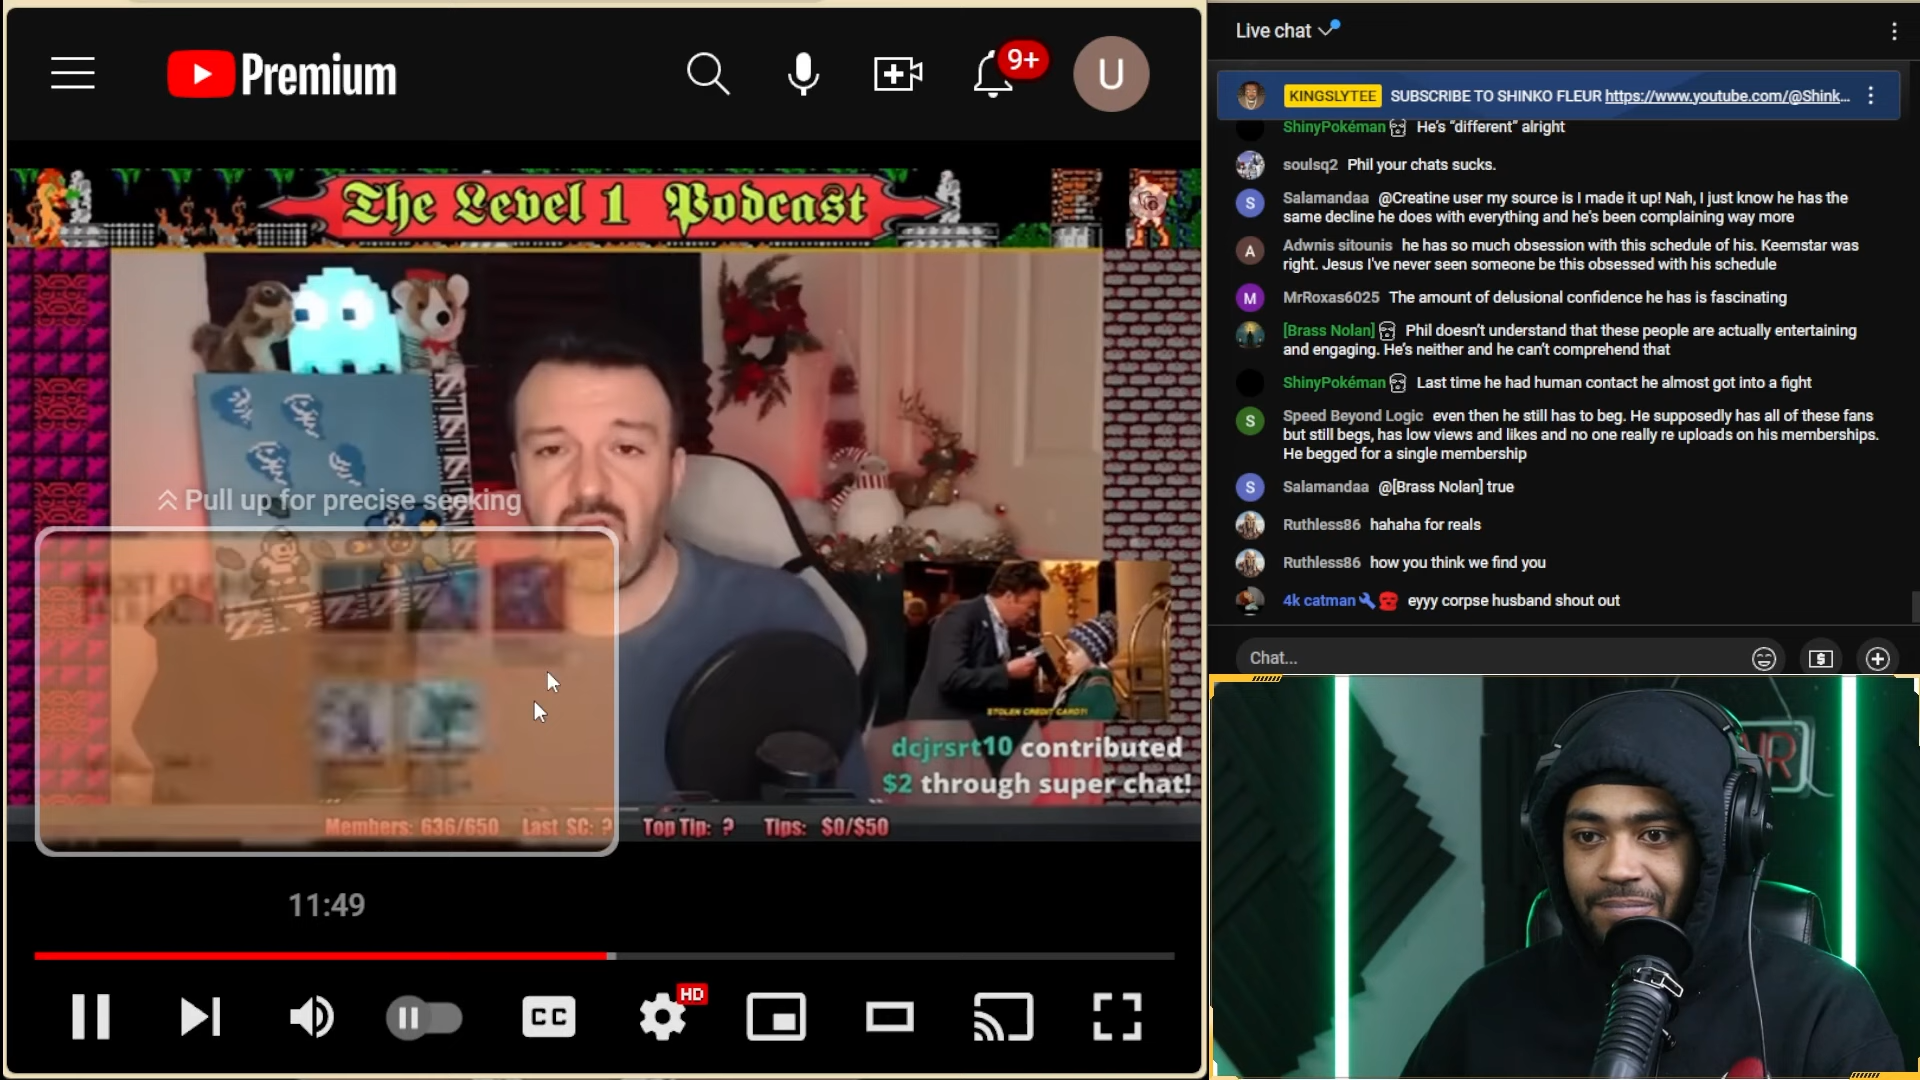 Premium
9+
U
The Level 1 Podcast
Pull up for precise seeking
STOLEN CREDIT CARD?!
dcjrsrt10 contributed
$2 through super chat!
Members: 636/650 Last SC: ? Top Tip: ? Tips: $0/$50
11:49
CC
HD
Live chat
KINGSLYTEE SUBSCRIBE TO SHINKO FLEUR https://www.youtube.com/@Shink...
ShinyPokéman He's “different” alright
soulsq2 Phil your chats sucks.
S
Salamandaa @Creatine user my source is I made it up! Nah, I just know he has the
same decline he does with everything and he's been complaining way more
A
Adwnis sitounis he has so much obsession with this schedule of his. Keemstar was
right. Jesus I've never seen someone be this obsessed with his schedule
M
MrRoxas6025 The amount of delusional confidence he has is fascinating
[Brass Nolan] Phil doesn't understand that these people are actually entertaining
and engaging. He's neither and he can't comprehend that
ShinyPokéman Last time he had human contact he almost got into a fight
S
Speed Beyond Logic even then he still has to beg. He supposedly has all of these fans
but still begs, has low views and likes and no one really re uploads on his memberships.
He begged for a single membership
S
Salamandaa @[Brass Nolan] true
Ruthless86 hahaha for reals
Ruthless86 how you think we find you
4k catman eyyy corpse husband shout out
Chat...